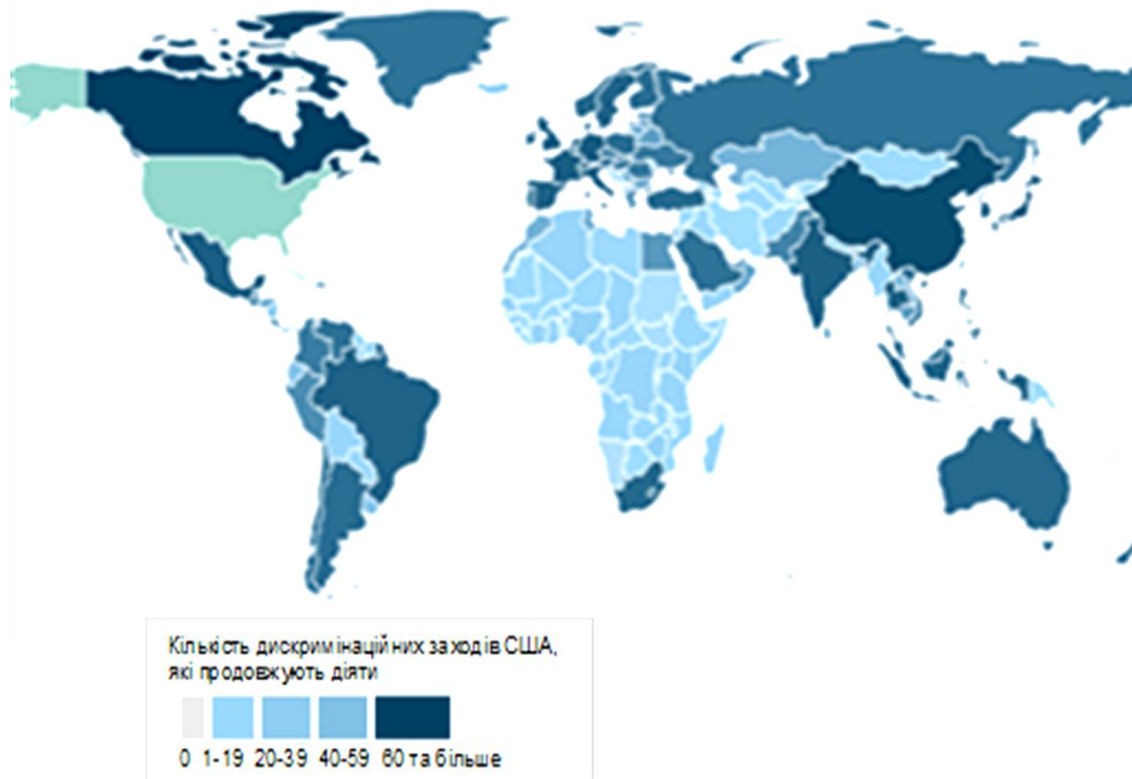 Кількість дискримінаційних заходів США,
які продовжують діяти
0 1-19 20-39 40-59 60 та більше